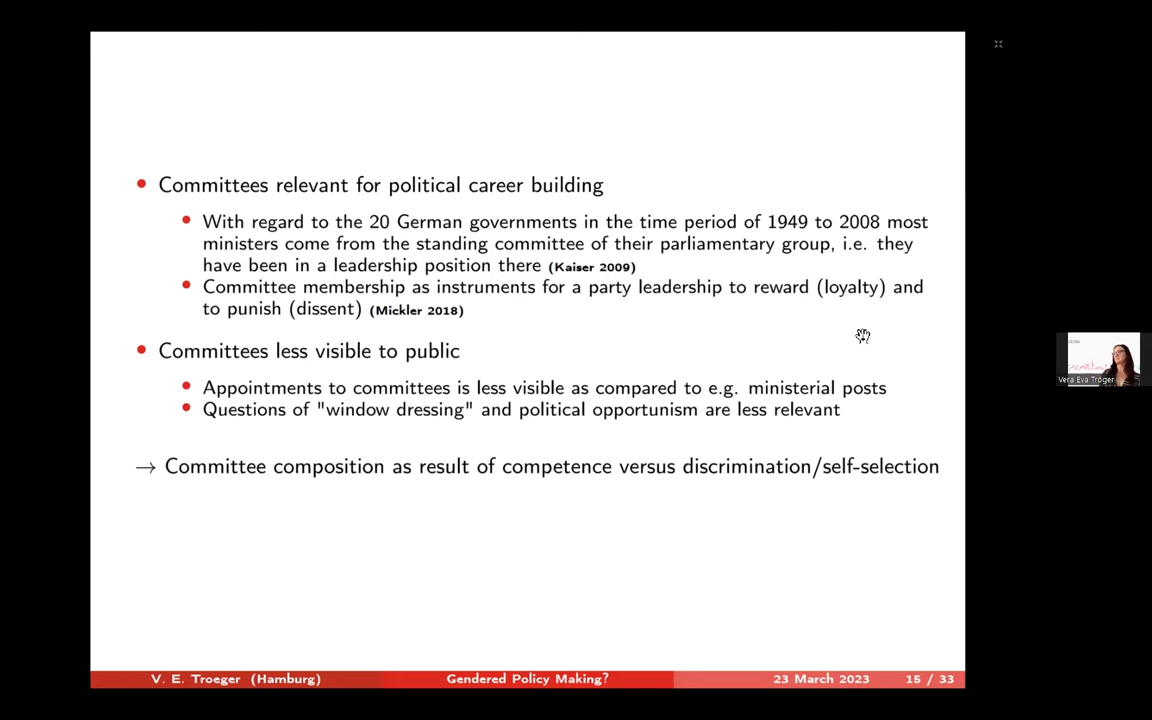 Committees relevant for political career building
With regard to the 20 German governments in the time period of 1949 to 2008 most
ministers come from the standing committee of their parliamentary group, i.e. they
have been in a leadership position there (Kaiser 2009)
Committee membership as instruments for a party leadership to reward (loyalty) and
to punish (dissent) (Mickler 2018)
Committees less visible to public
Appointments to committees is less visible as compared to e.g. ministerial posts
Questions of "window dressing" and political opportunism are less relevant
→ Committee composition as result of competence versus discrimination/self-selection
Vera Eva Tröger
V. E. Troeger (Hamburg) Gendered Policy Making? 23 March 2023 15 / 33